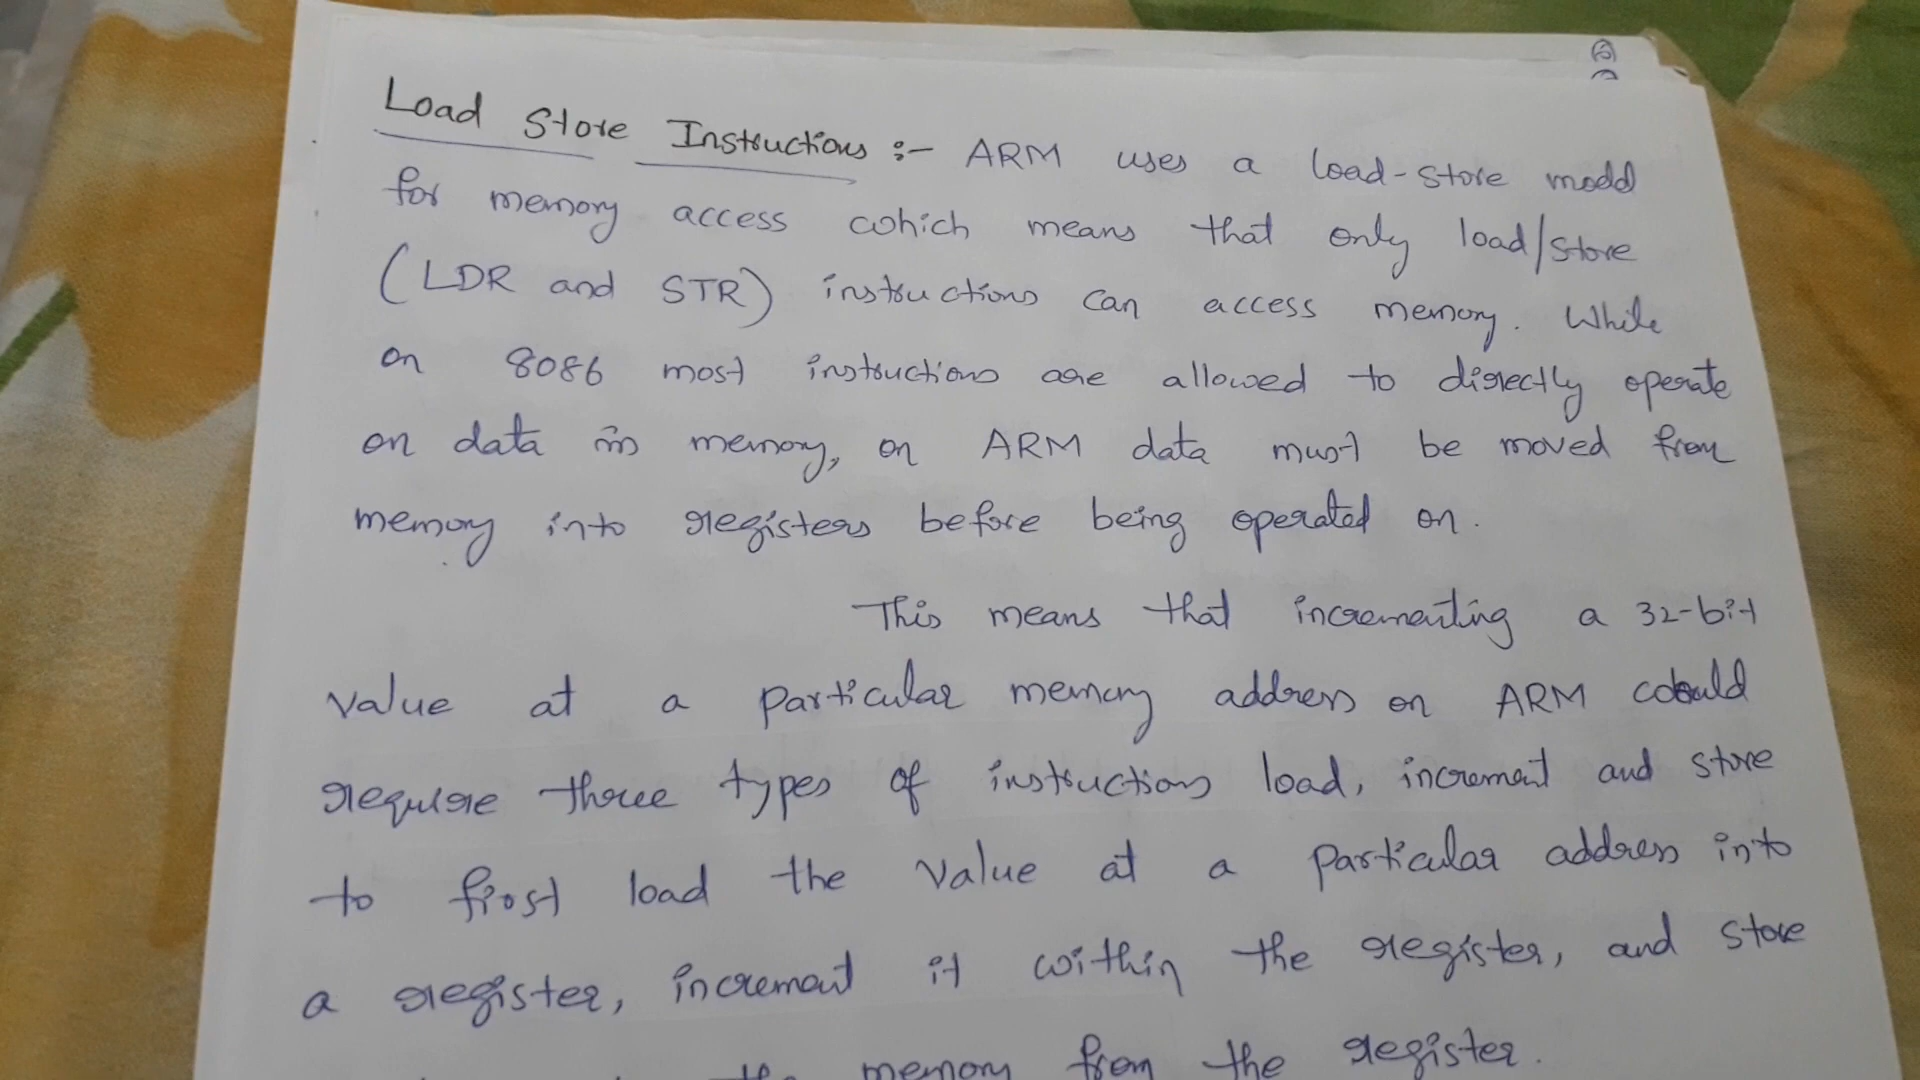 Load Store Instructions :- ARM uses a load-store model
for memory access which means that only load/store
(LDR and STR) instructions can access memory. While
on 8086 most instructions are allowed to directly operate
on data in memory, on ARM data must be moved from
memory into registers before being operated on.
This means that incrementing a 32-bit
value at a particular memory address on ARM could
require three types of instructions load, increment and store
to first load the value at a particular address into
a register, increment it within the register, and store
the memory from the register.